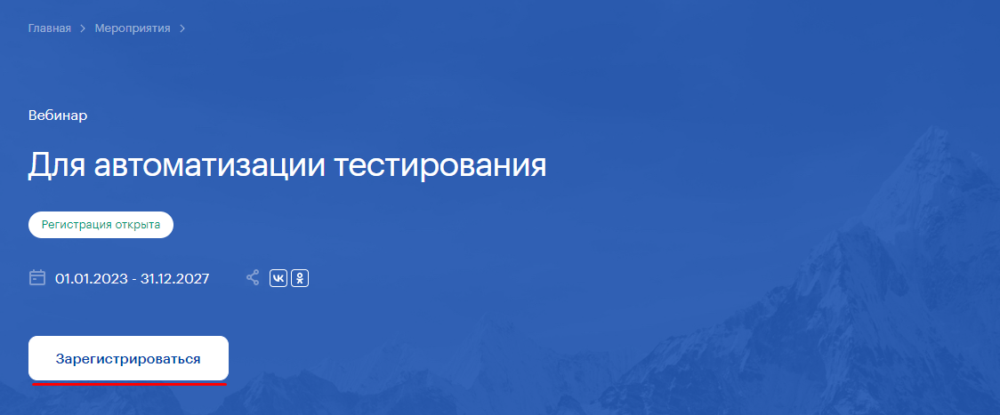 Главная > Мероприятия >
Вебинар
Для автоматизации тестирования
Регистрация открыта
01.01.2023 - 31.12.2027
Зарегистрироваться